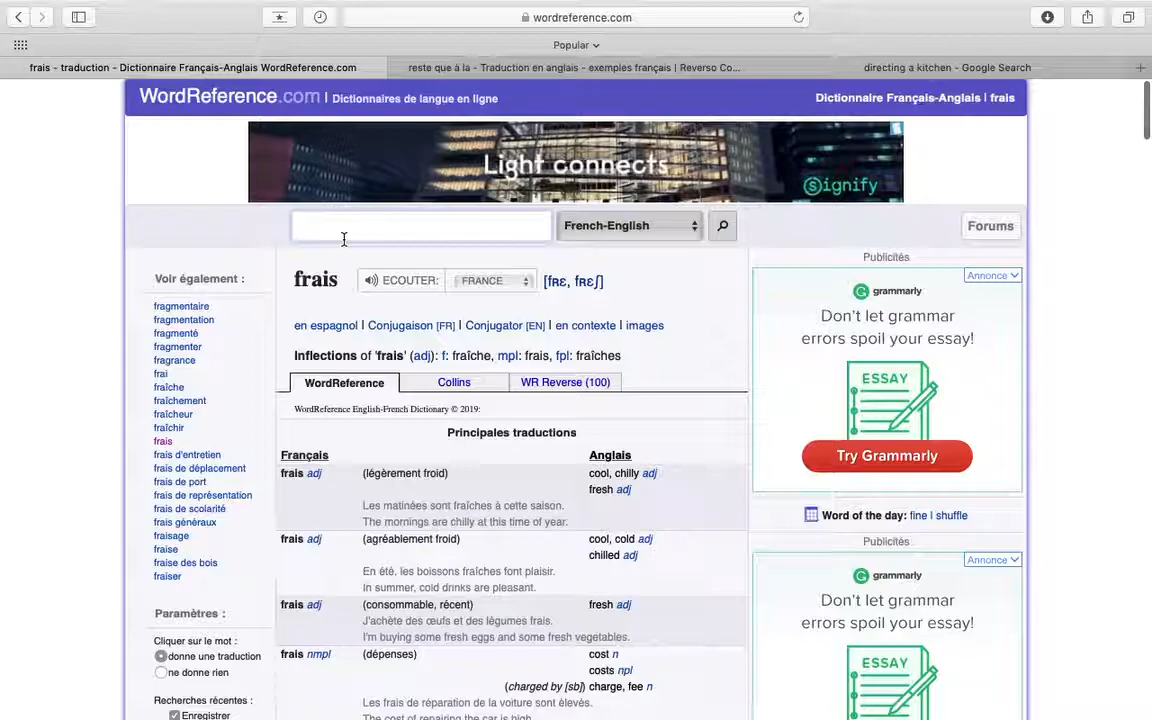 wordreference.com
Popular
frais - traduction - Dictionnaire Français-Anglais WordReference.com
reste que à la - Traduction en anglais - exemples français | Reverso Co...
directing a kitchen - Google Search
WordReference.com | Dictionnaires de langue en ligne
Dictionnaire Français-Anglais | frais
Light connects
Signify
French-English
Forums
Voir également :
fragmentaire
fragmentation
fragmenté
fragmenter
fragrance
frai
fraîche
fraîchement
fraîcheur
fraîchir
frais
frais d'entretien
frais de déplacement
frais de port
frais de représentation
frais de scolarité
frais généraux
fraisage
fraise
fraise des bois
fraiser
Paramètres :
Cliquer sur le mot :
donne une traduction
ne donne rien
Recherches récentes :
Enregistrer
frais ECOUTER: FRANCE [fʀɛ, fʀɛʃ]
en espagnol | Conjugaison [FR] | Conjugator [EN] | en contexte | images
Inflections of 'frais' (adj): f: fraîche, mpl: frais, fpl: fraîches
WordReference Collins WR Reverse (100)
WordReference English-French Dictionary © 2019:
Principales traductions
Français Anglais
frais adj (légèrement froid) cool, chilly adj
fresh adj
Les matinées sont fraîches à cette saison.
The mornings are chilly at this time of year.
frais adj (agréablement froid) cool, cold adj
chilled adj
En été, les boissons fraîches font plaisir.
In summer, cold drinks are pleasant.
frais adj (consommable, récent) fresh adj
J'achète des œufs et des légumes frais.
I'm buying some fresh eggs and some fresh vegetables.
frais nmpl (dépenses) cost n
costs npl
(charged by [sb]) charge, fee n
Les frais de réparation de la voiture sont élevés.
The cost of repairing the car is high.
Publicités
Annonce
grammarly
Don't let grammar
errors spoil your essay!
ESSAY
Try Grammarly
Word of the day: fine | shuffle
Publicités
Annonce
grammarly
Don't let grammar
errors spoil your essay!
ESSAY